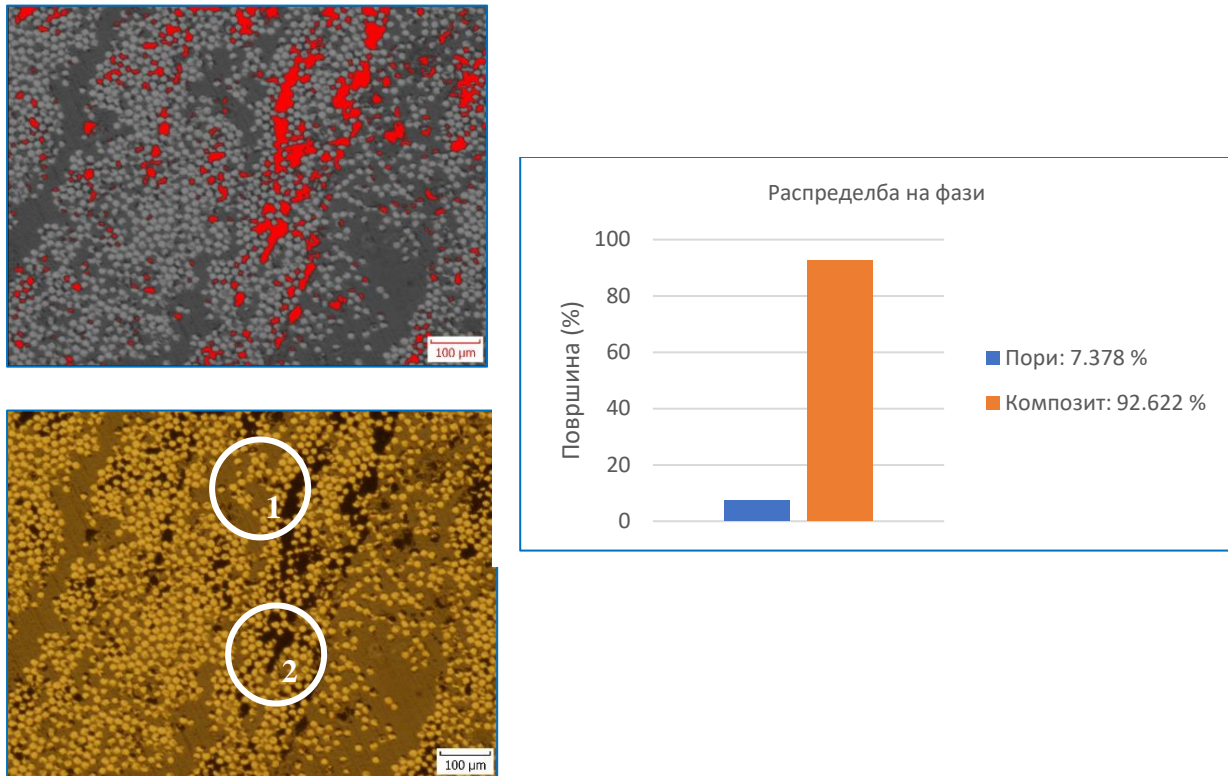 100 µm
1
2
100 µm
Распределба на фази
Површина (%)
100
80
60
40
20
0
Пори: 7.378 %
Композит: 92.622 %